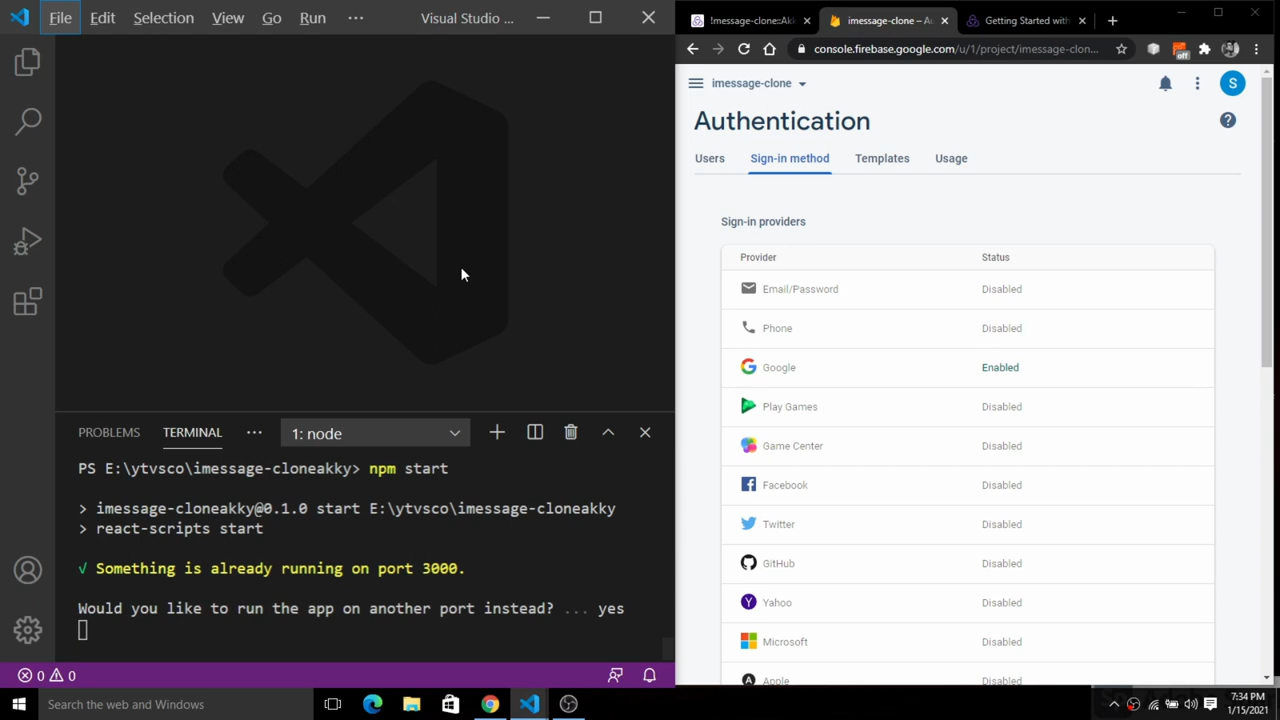 File Edit Selection View Go Run ··· Visual Studio ...
PROBLEMS TERMINAL ··· 1: node
PS E:\ytvsco\imessage-cloneakky> npm start
> imessage-cloneakky@0.1.0 start E:\ytvsco\imessage-cloneakky
> react-scripts start
√ Something is already running on port 3000.
Would you like to run the app on another port instead? ... yes
0 0
!message-clone::Ak
imessage-clone – A
Getting Started with
console.firebase.google.com/u/1/project/imessage-clon...
off
imessage-clone
S
Authentication
Users Sign-in method Templates Usage
Sign-in providers
Provider Status
Email/Password Disabled
Phone Disabled
Google Enabled
Play Games Disabled
Game Center Disabled
Facebook Disabled
Twitter Disabled
GitHub Disabled
Yahoo Disabled
Microsoft Disabled
Apple Disabled
Search the web and Windows
7:34 PM
1/15/2021